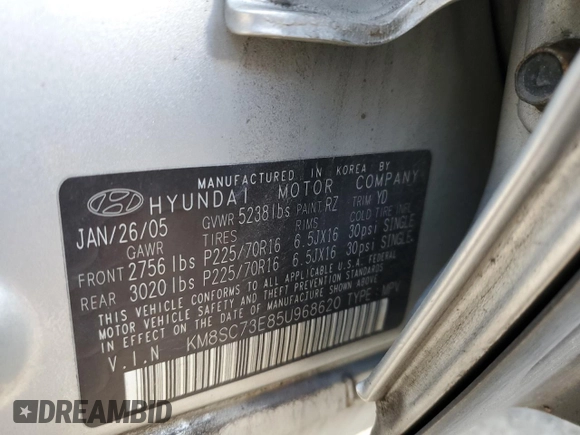 MANUFACTURED IN KOREA BY
HYUNDAI MOTOR COMPANY
JAN/26/05 GVWR 5238 lbs PAINT: RZ TRIM: YD
GAWR TIRES RIMS COLD TIRE INFL.
FRONT 2756 lbs P225/70R16 6.5JX16 30psi SINGLE
REAR 3020 lbs P225/70R16 6.5JX16 30psi SINGLE
THIS VEHICLE CONFORMS TO ALL APPLICABLE U.S.A. FEDERAL
MOTOR VEHICLE SAFETY AND THEFT PREVENTION STANDARDS
IN EFFECT ON THE DATE OF MANUFACTURE SHOWN ABOVE
V.I.N KM8SC73E85U968620 TYPE: MPV
DREAMBID